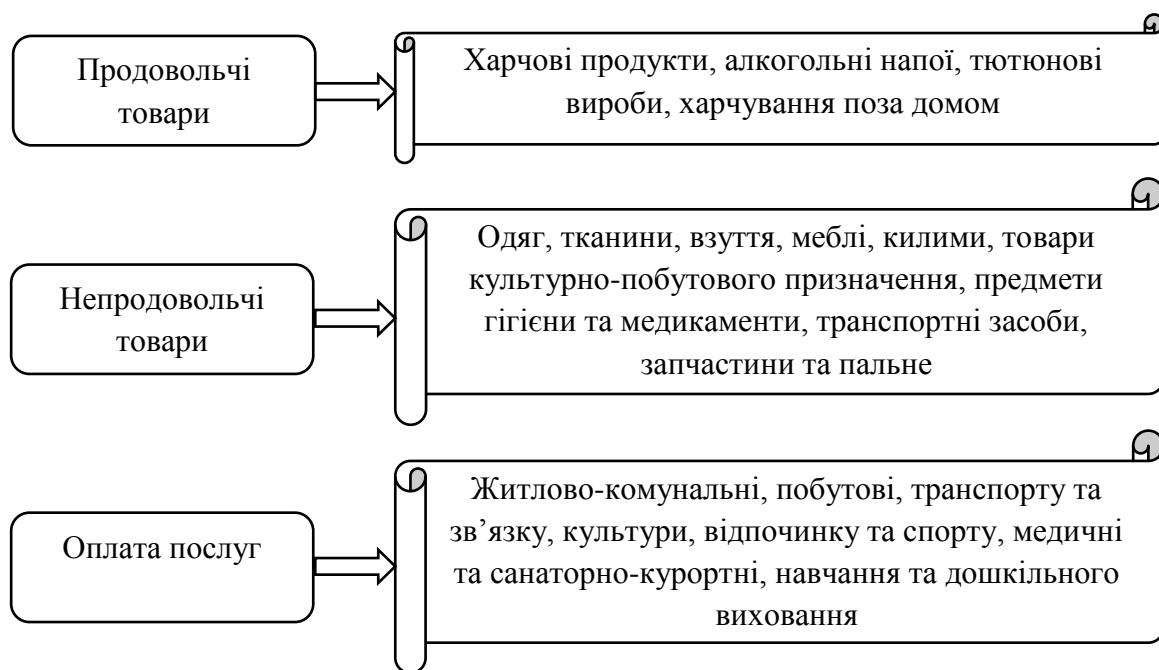 Продовольчі
товари
Харчові продукти, алкогольні напої, тютюнові
вироби, харчування поза домом
Непродовольчі
товари
Одяг, тканини, взуття, меблі, килими, товари
культурно-побутового призначення, предмети
гігієни та медикаменти, транспортні засоби,
запчастини та пальне
Оплата послуг
Житлово-комунальні, побутові, транспорту та
зв’язку, культури, відпочинку та спорту, медичні
та санаторно-курортні, навчання та дошкільного
виховання